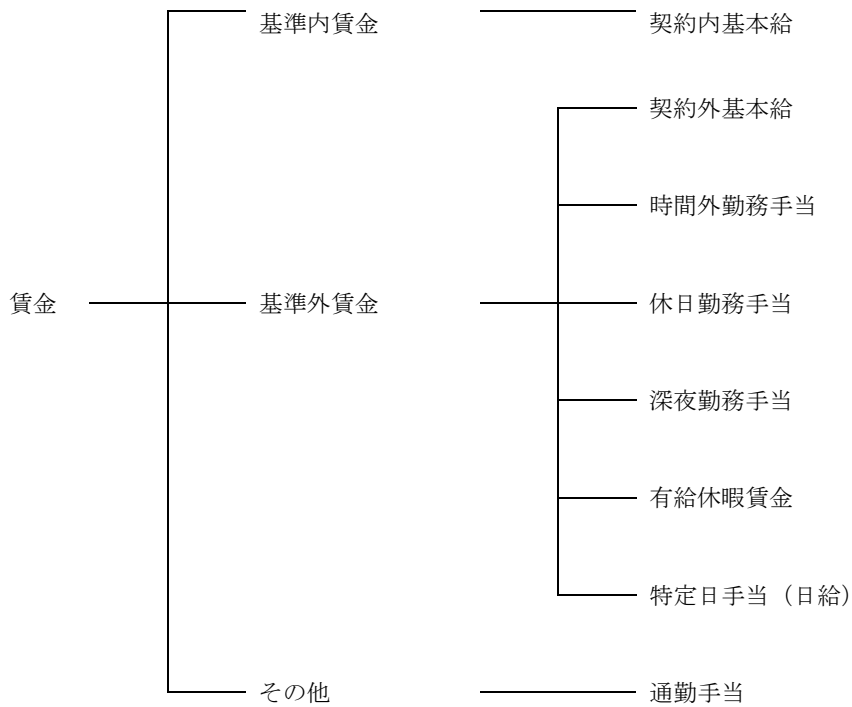 基準内賃金 契約内基本給
契約外基本給
時間外勤務手当
賃金 基準外賃金 休日勤務手当
深夜勤務手当
有給休暇賃金
特定日手当（日給）
その他 通勤手当